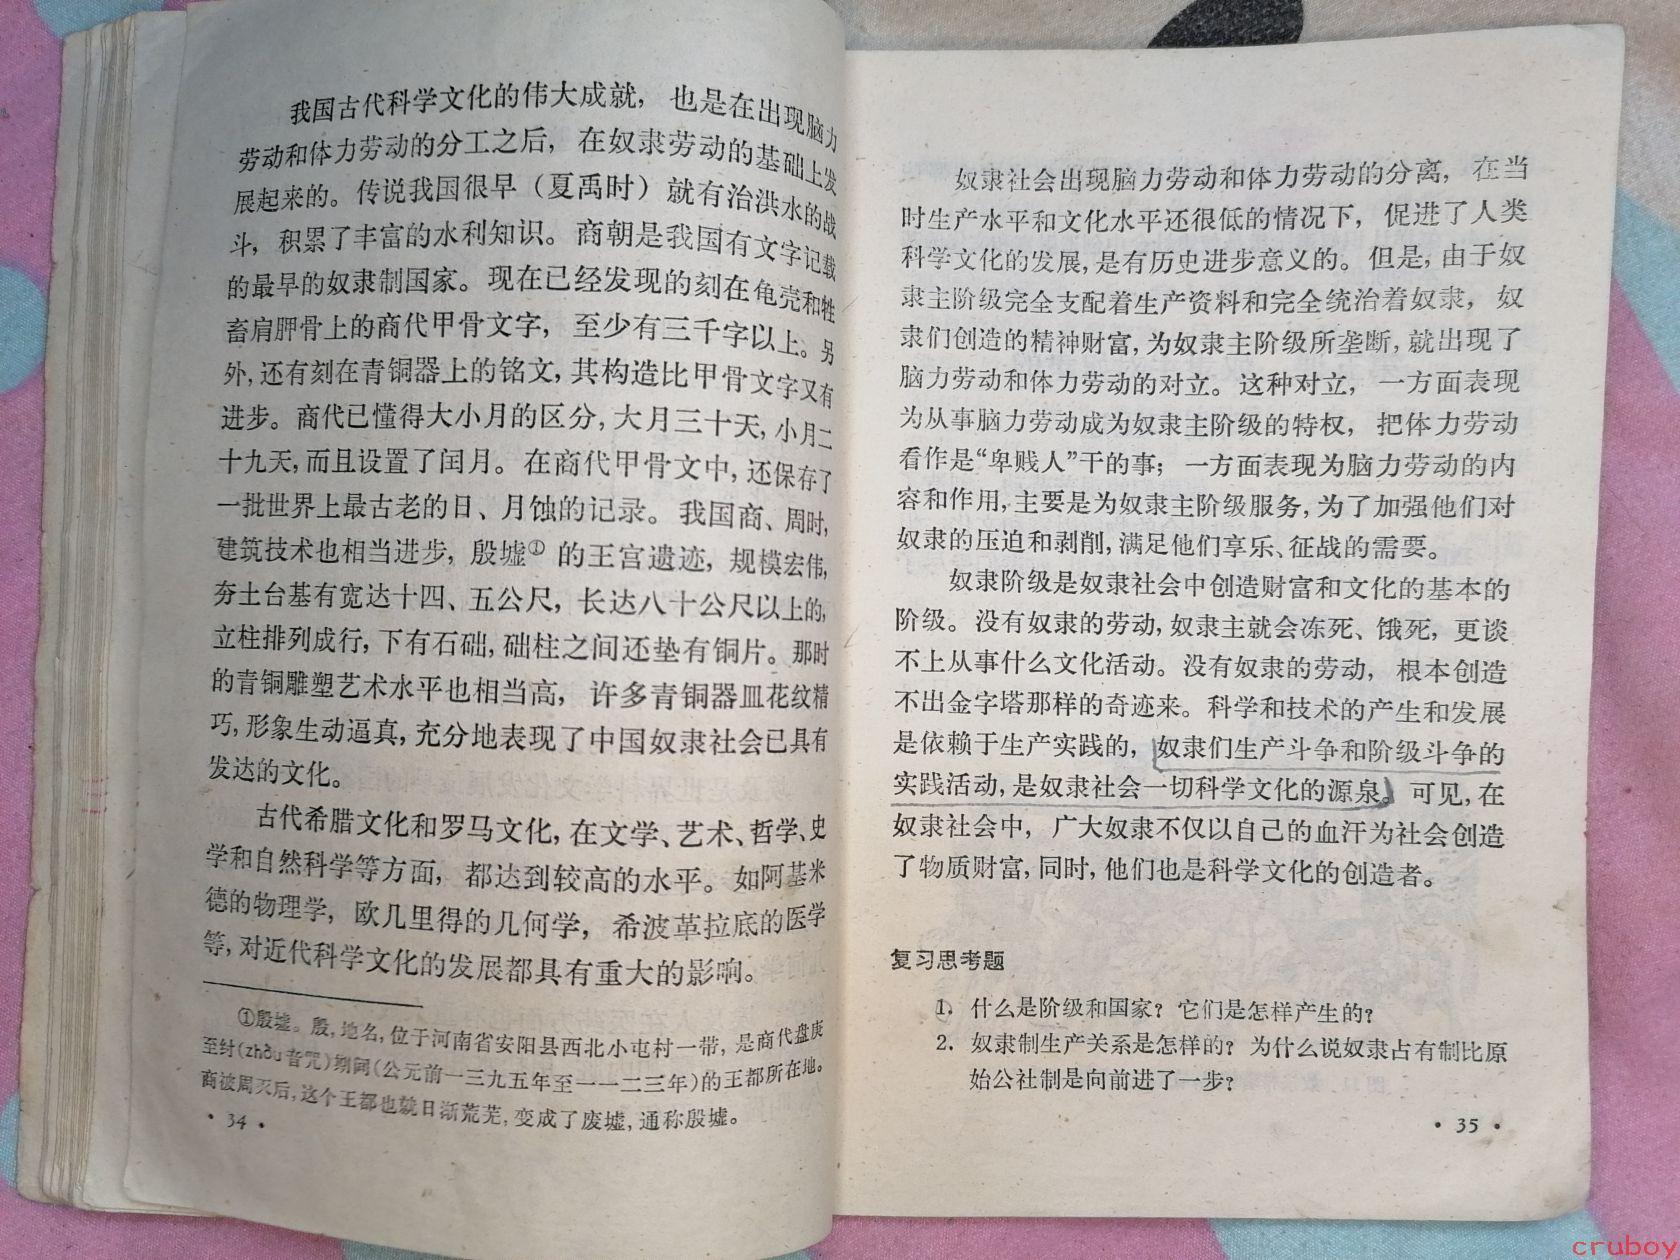 我国古代科学文化的伟大成就，也是在出现脑力
劳动和体力劳动的分工之后，在奴隶劳动的基础上发
展起来的。传说我国很早（夏禹时）就有治洪水的战
斗，积累了丰富的水利知识。商朝是我国有文字记载
的最早的奴隶制国家。现在已经发现的刻在龟壳和牲
畜肩胛骨上的商代甲骨文字，至少有三千字以上。另
外，还有刻在青铜器上的铭文，其构造比甲骨文字又有
进步。商代已懂得大小月的区分，大月三十天，小月二
十九天，而且设置了闰月。在商代甲骨文中，还保存了
一批世界上最古老的日、月蚀的记录。我国商、周时，
建筑技术也相当进步，殷墟①的王宫遗迹，规模宏伟，
夯土台基有宽达十四、五公尺，长达八十公尺以上的，
立柱排列成行，下有石础，础柱之间还垫有铜片。那时
的青铜雕塑艺术水平也相当高，许多青铜器皿花纹精
巧，形象生动逼真，充分地表现了中国奴隶社会已具有
发达的文化。
古代希腊文化和罗马文化，在文学、艺术、哲学、史
学和自然科学等方面，都达到较高的水平。如阿基米
德的物理学，欧几里得的几何学，希波革拉底的医学
等，对近代科学文化的发展都具有重大的影响。
①殷墟。殷，地名，位于河南省安阳县西北小屯村一带，是商代盘庚
至纣（zhòu音咒）期间（公元前一三九五年至一一二三年）的王都所在地。
商被周灭后，这个王都也就日渐荒芜，变成了废墟，通称殷墟。
· 34 ·
奴隶社会出现脑力劳动和体力劳动的分离，在当
时生产水平和文化水平还很低的情况下，促进了人类
科学文化的发展，是有历史进步意义的。但是，由于奴
隶主阶级完全支配着生产资料和完全统治着奴隶，奴
隶们创造的精神财富，为奴隶主阶级所垄断，就出现了
脑力劳动和体力劳动的对立。这种对立，一方面表现
为从事脑力劳动成为奴隶主阶级的特权，把体力劳动
看作是“卑贱人”干的事；一方面表现为脑力劳动的内
容和作用，主要是为奴隶主阶级服务，为了加强他们对
奴隶的压迫和剥削，满足他们享乐、征战的需要。
奴隶阶级是奴隶社会中创造财富和文化的基本的
阶级。没有奴隶的劳动，奴隶主就会冻死、饿死，更谈
不上从事什么文化活动。没有奴隶的劳动，根本创造
不出金字塔那样的奇迹来。科学和技术的产生和发展
是依赖于生产实践的，奴隶们生产斗争和阶级斗争的
实践活动，是奴隶社会一切科学文化的源泉。可见，在
奴隶社会中，广大奴隶不仅以自己的血汗为社会创造
了物质财富，同时，他们也是科学文化的创造者。
复习思考题
1. 什么是阶级和国家？它们是怎样产生的？
2. 奴隶制生产关系是怎样的？为什么说奴隶占有制比原
始公社制是向前进了一步？
· 35 ·
cruboy